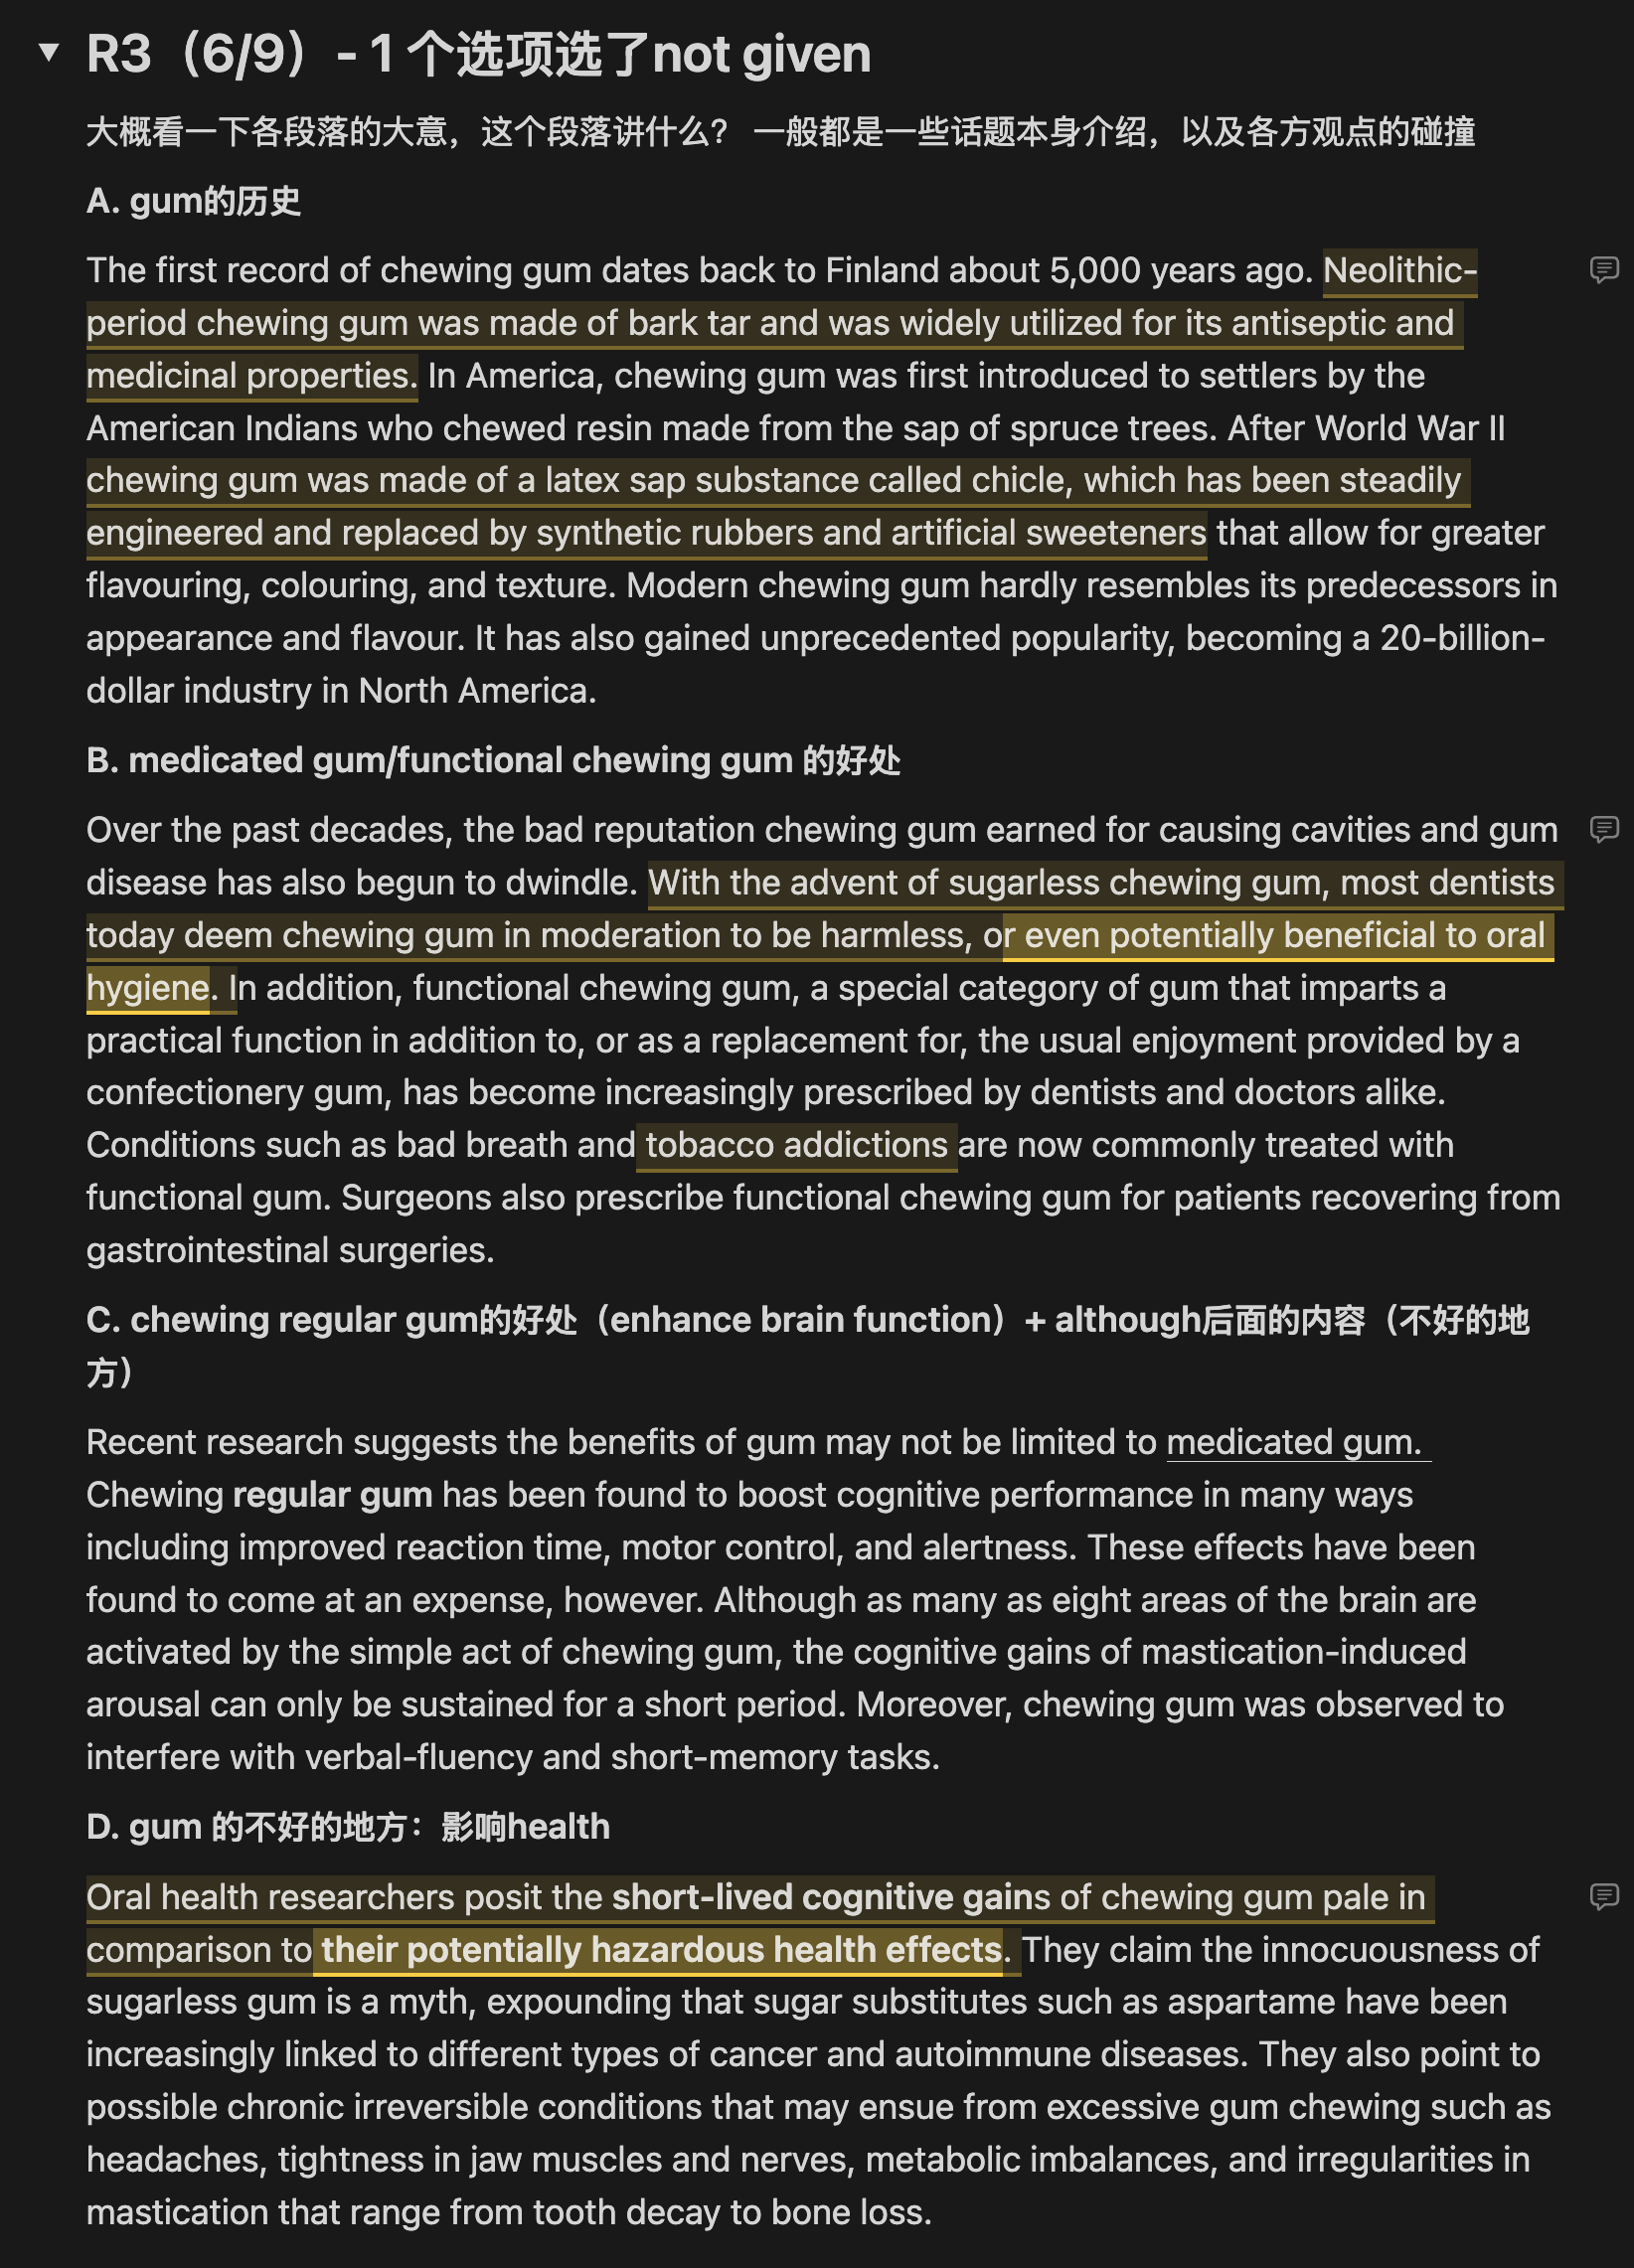 R3（6/9）- 1 个选项选了not given
大概看一下各段落的大意，这个段落讲什么？ 一般都是一些话题本身介绍，以及各方观点的碰撞
A. gum的历史
The first record of chewing gum dates back to Finland about 5,000 years ago. Neolithic-
period chewing gum was made of bark tar and was widely utilized for its antiseptic and
medicinal properties. In America, chewing gum was first introduced to settlers by the
American Indians who chewed resin made from the sap of spruce trees. After World War II
chewing gum was made of a latex sap substance called chicle, which has been steadily
engineered and replaced by synthetic rubbers and artificial sweeteners that allow for greater
flavouring, colouring, and texture. Modern chewing gum hardly resembles its predecessors in
appearance and flavour. It has also gained unprecedented popularity, becoming a 20-billion-
dollar industry in North America.
B. medicated gum/functional chewing gum 的好处
Over the past decades, the bad reputation chewing gum earned for causing cavities and gum
disease has also begun to dwindle. With the advent of sugarless chewing gum, most dentists
today deem chewing gum in moderation to be harmless, or even potentially beneficial to oral
hygiene. In addition, functional chewing gum, a special category of gum that imparts a
practical function in addition to, or as a replacement for, the usual enjoyment provided by a
confectionery gum, has become increasingly prescribed by dentists and doctors alike.
Conditions such as bad breath and tobacco addictions are now commonly treated with
functional gum. Surgeons also prescribe functional chewing gum for patients recovering from
gastrointestinal surgeries.
C. chewing regular gum的好处（enhance brain function）+ although后面的内容（不好的地
方）
Recent research suggests the benefits of gum may not be limited to medicated gum.
Chewing regular gum has been found to boost cognitive performance in many ways
including improved reaction time, motor control, and alertness. These effects have been
found to come at an expense, however. Although as many as eight areas of the brain are
activated by the simple act of chewing gum, the cognitive gains of mastication-induced
arousal can only be sustained for a short period. Moreover, chewing gum was observed to
interfere with verbal-fluency and short-memory tasks.
D. gum 的不好的地方：影响health
Oral health researchers posit the short-lived cognitive gains of chewing gum pale in
comparison to their potentially hazardous health effects. They claim the innocuousness of
sugarless gum is a myth, expounding that sugar substitutes such as aspartame have been
increasingly linked to different types of cancer and autoimmune diseases. They also point to
possible chronic irreversible conditions that may ensue from excessive gum chewing such as
headaches, tightness in jaw muscles and nerves, metabolic imbalances, and irregularities in
mastication that range from tooth decay to bone loss.